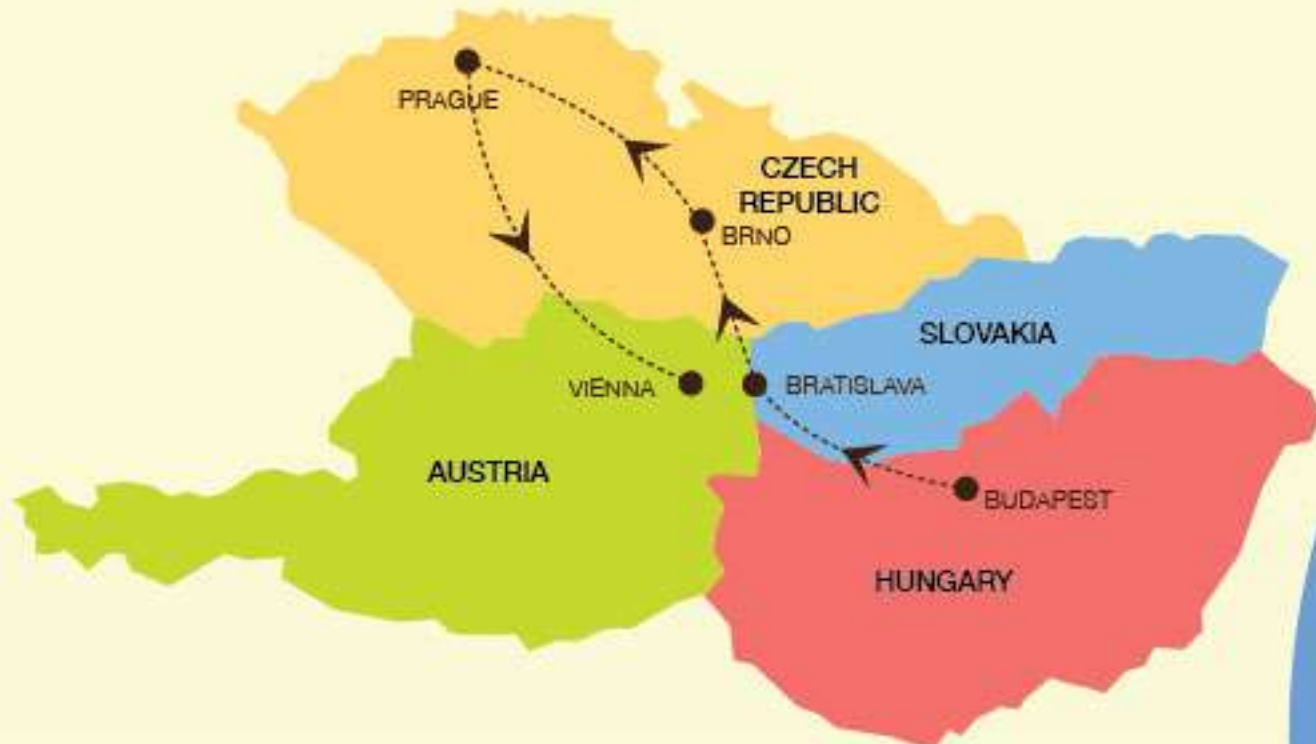 PRAGUE
CZECH
REPUBLIC
BRNO
SLOVAKIA
VIENNA
BRATISLAVA
AUSTRIA
BUDAPEST
HUNGARY